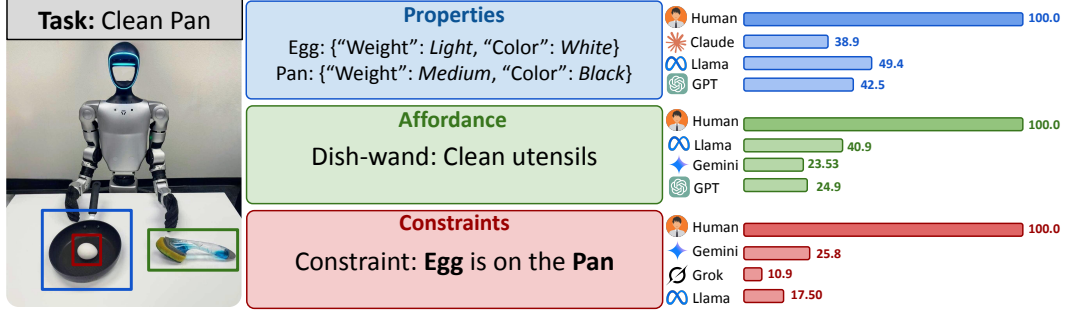 Task: Clean Pan
Properties
Egg: {“Weight”: Light, “Color”: White}
Pan: {“Weight”: Medium, “Color”: Black}
Human 100.0
Claude 38.9
Llama 49.4
GPT 42.5
Affordance
Dish-wand: Clean utensils
Human 100.0
Llama 40.9
Gemini 23.53
GPT 24.9
Constraints
Constraint: Egg is on the Pan
Human 100.0
Gemini 25.8
Grok 10.9
Llama 17.50